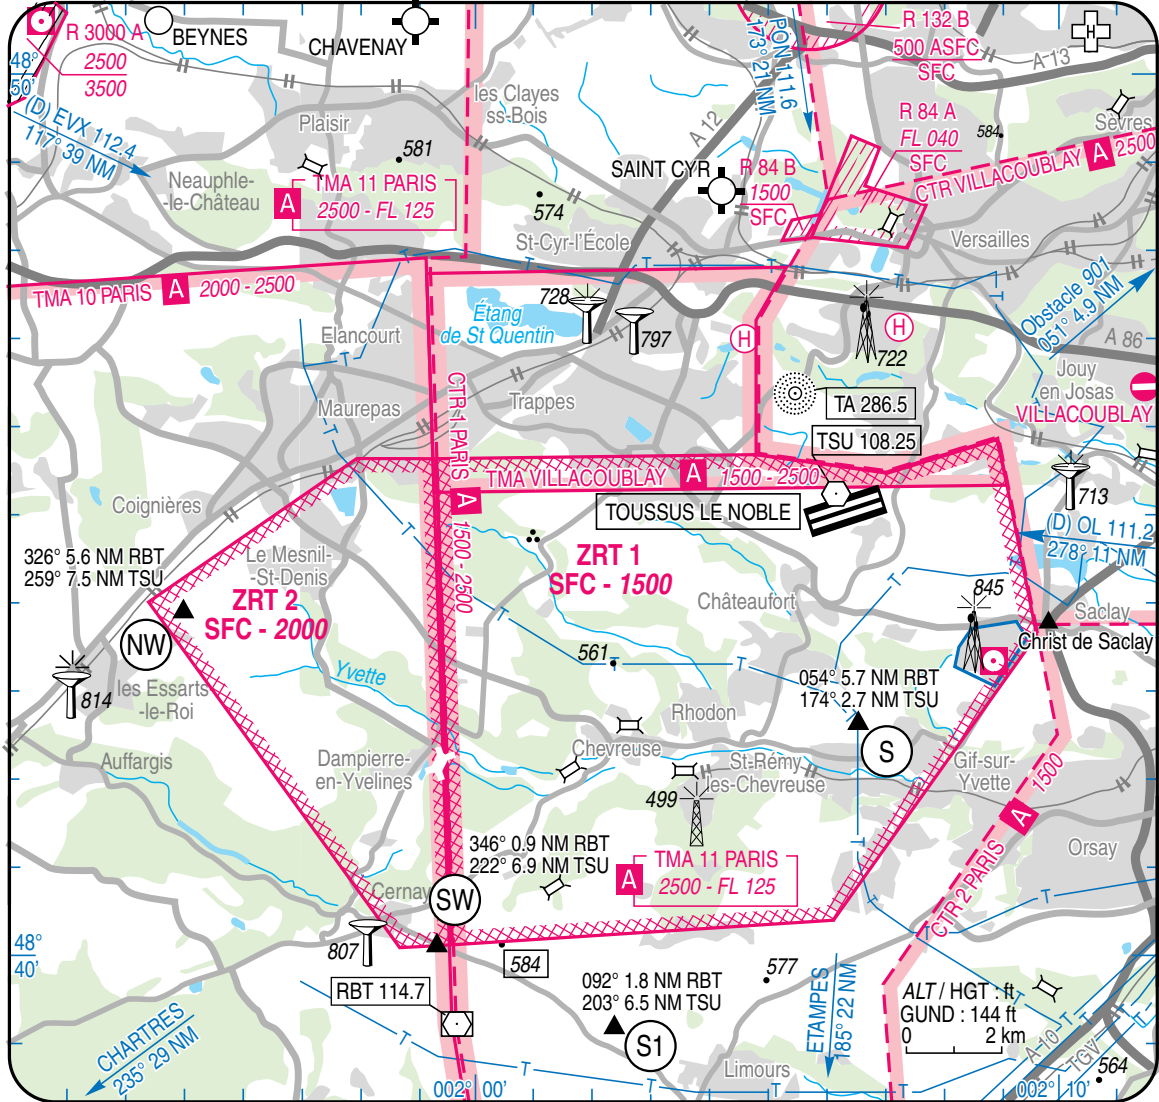 R 3000 A
2500
3500
BEYNES
CHAVENAY
PON 111.6
173° 21 NM
R 132 B
500 ASFC
SFC
H
A-13
48°
50'
(D) EVX 112.4
117° 39 NM
les Clayes
ss-Bois
Plaisir
A 12
R 84 A
FL 040
SFC
584
Sèvres
581
SAINT CYR
R 84 B
1500
SFC
CTR VILLACOUBLAY A 2500
Neauphle-
-le-Château
A
TMA 11 PARIS
2500 - FL 125
574
St-Cyr-l'École
Versailles
TMA 10 PARIS A 2000 - 2500
Obstacle 901
051° 4.9 NM
728
797
Étang
de St Quentin
Elancourt
H
H
722
A 86
Jouy
en Josas
VILLACOUBLAY
CTR 1 PARIS A 1500 - 2500
Maurepas
Trappes
TA 286.5
TSU 108.25
TMA VILLACOUBLAY A 1500 - 2500
713
Coignières
TOUSSUS LE NOBLE
(D) OL 111.2
278° 11 NM
326° 5.6 NM RBT
259° 7.5 NM TSU
Le Mesnil-
-St-Denis
ZRT 1
SFC - 1500
ZRT 2
SFC - 2000
Châteaufort
845
Saclay
Christ de Saclay
NW
561
Yvette
054° 5.7 NM RBT
174° 2.7 NM TSU
814
les Essarts
-le-Roi
Rhodon
S
Auffargis
Dampierre-
en-Yvelines
Chevreuse
St-Rémy
-les-Chevreuse
Gif-sur-
Yvette
499
A 1500
346° 0.9 NM RBT
222° 6.9 NM TSU
A
TMA 11 PARIS
2500 - FL 125
Orsay
Cernay
SW
CTR 2 PARIS
807
584
48°
40'
RBT 114.7
092° 1.8 NM RBT
203° 6.5 NM TSU
577
ETAMPES
185° 22 NM
ALT / HGT : ft
GUND : 144 ft
0 2 km
CHARTRES
235° 29 NM
S1
A-10
TGV
564
Limours
002° 00'
002° 10'